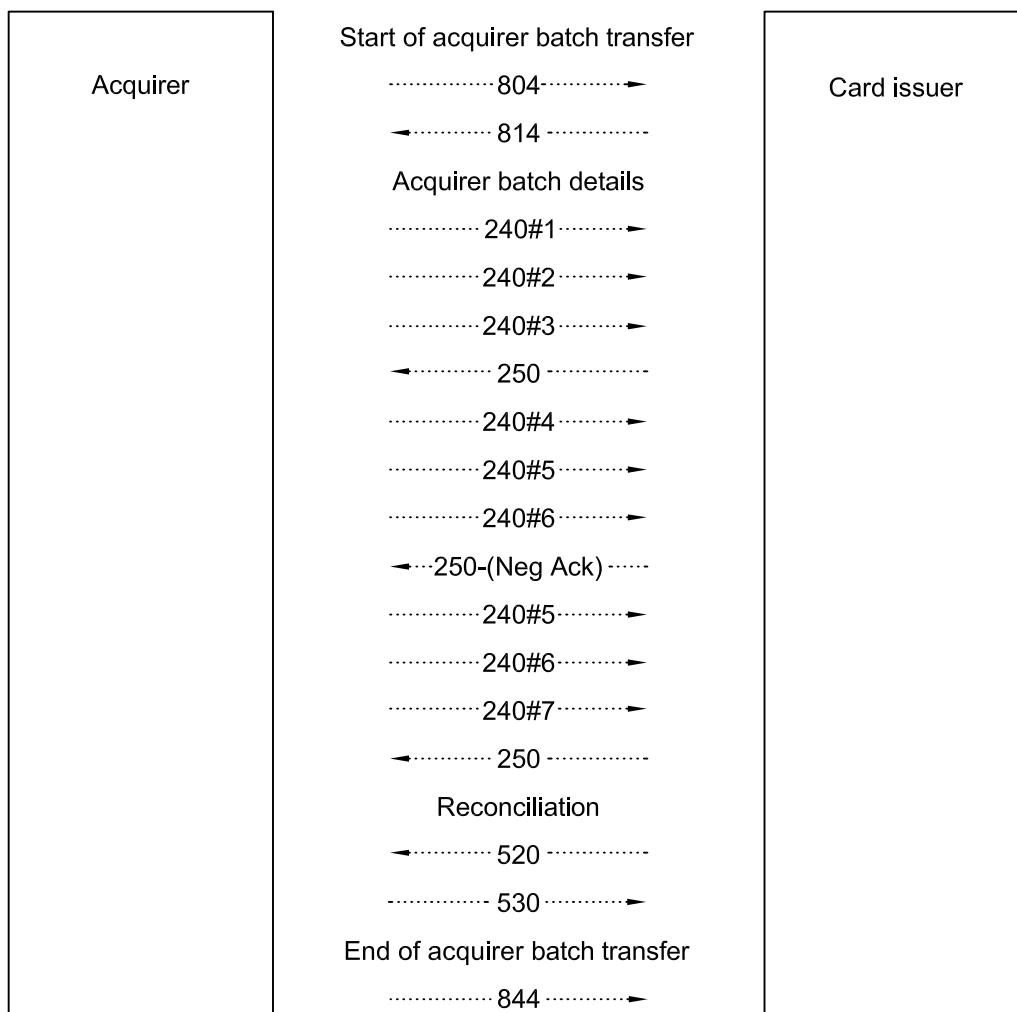 Start of acquirer batch transfer
Acquirer
804
Card issuer
814
Acquirer batch details
240#1
240#2
240#3
250
240#4
240#5
240#6
250-(Neg Ack)
240#5
240#6
240#7
250
Reconciliation
520
530
End of acquirer batch transfer
844